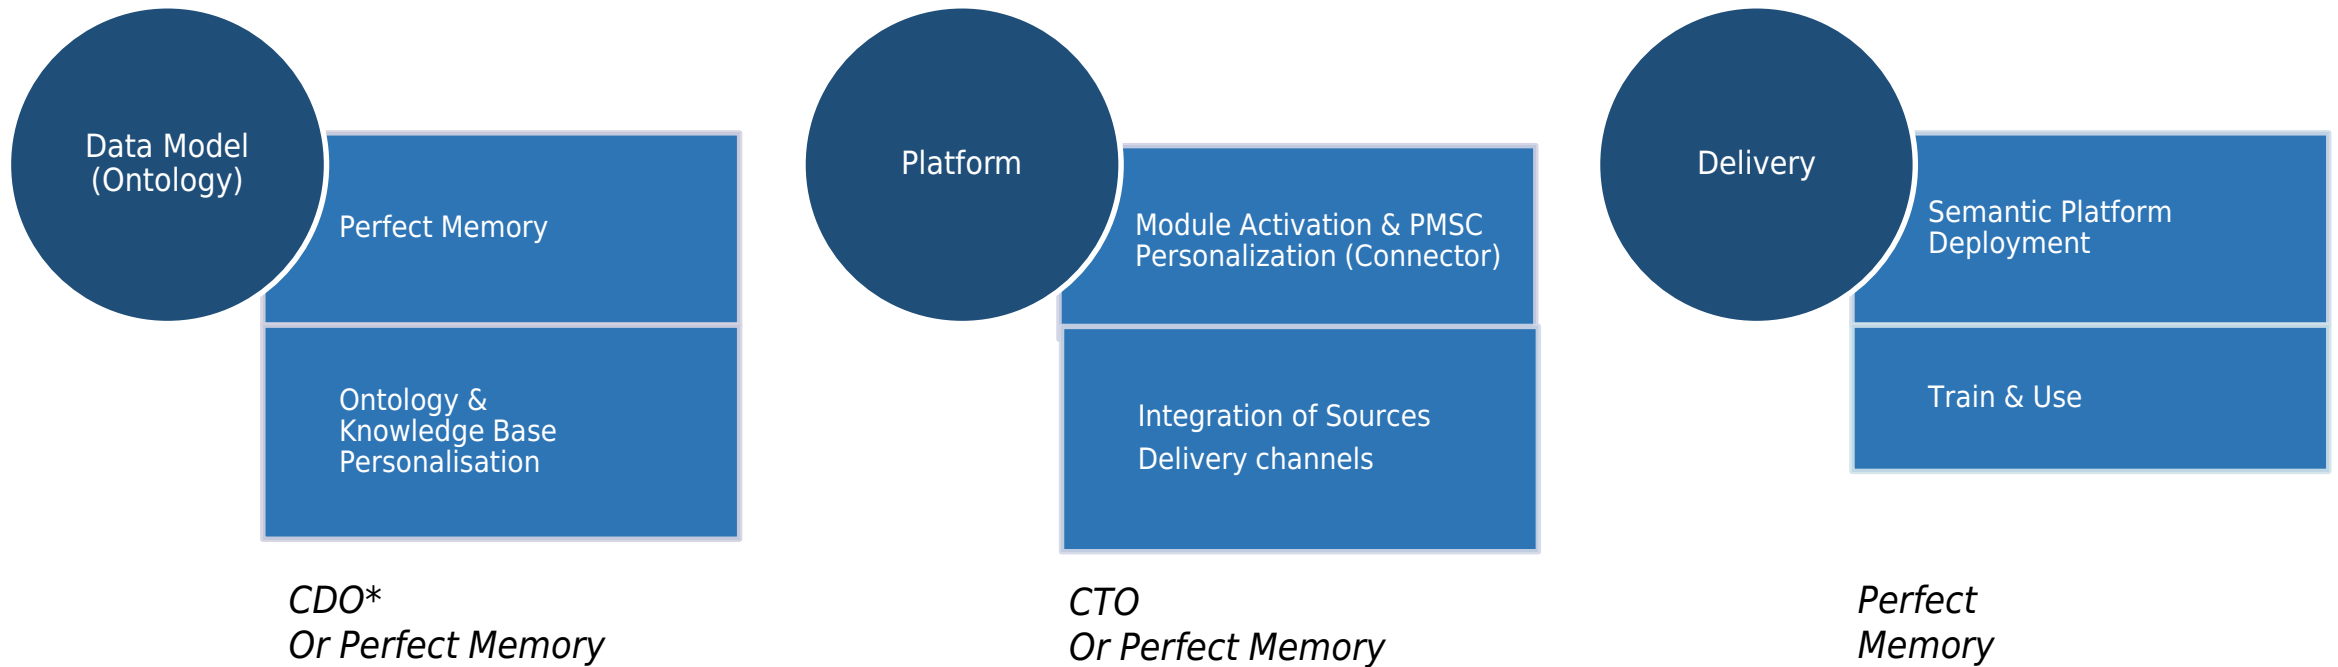 Data Model
(Ontology)
Perfect Memory
Ontology &
Knowledge Base
Personalisation
CDO*
Or Perfect Memory
Platform
Module Activation & PMSC
Personalization (Connector)
Integration of Sources
Delivery channels
CTO
Or Perfect Memory
Delivery
Semantic Platform
Deployment
Train & Use
Perfect
Memory